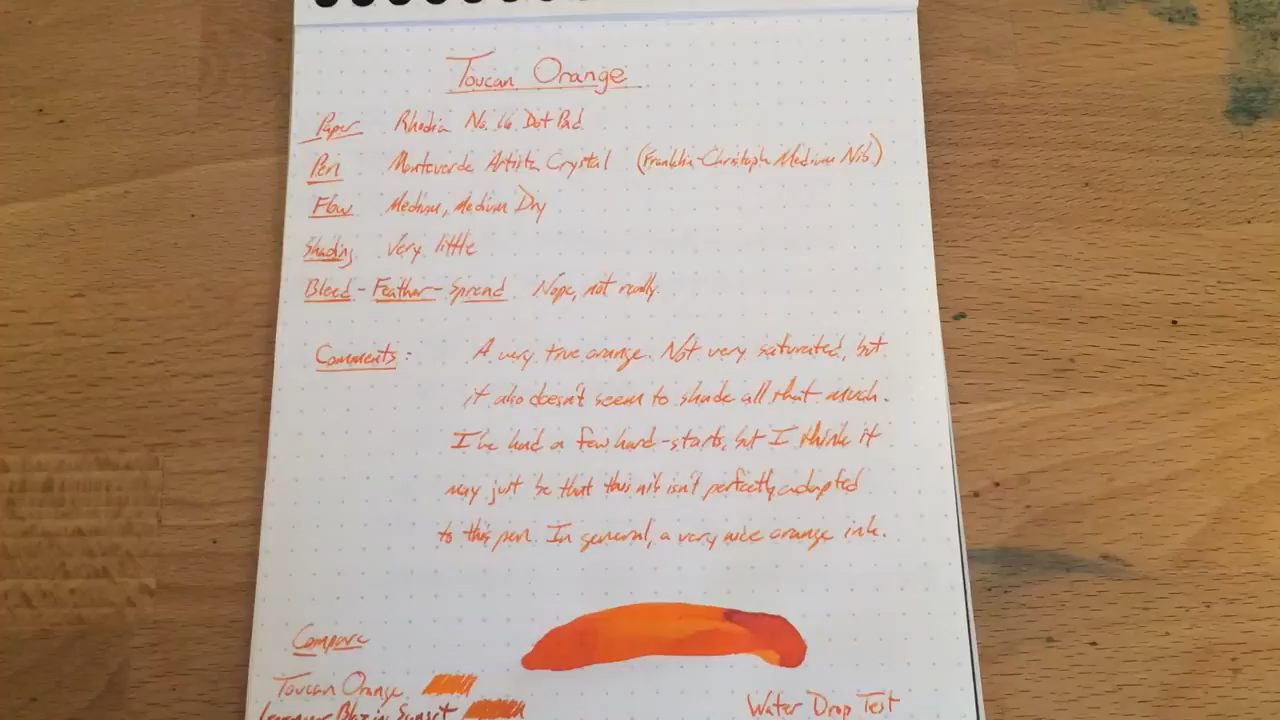 Toucan Orange
Paper Rhodia No. 16 Dot Pad
Pen Monteverde Artista Crystal (Franklin-Christoph Medium Nib)
Flow Medium, Medium Dry
Shading Very little
Bleed - Feather - Spread Nope, not really.
Comments: A very true orange. Not very saturated, but
it also doesn't seem to shade all that much.
I've had a few hard-starts, but I think it
may just be that this nib isn't perfectly adapted
to this pen. In general, a very nice orange ink.
Compare
Toucan Orange
Blazin Sunset
Water Drop Test